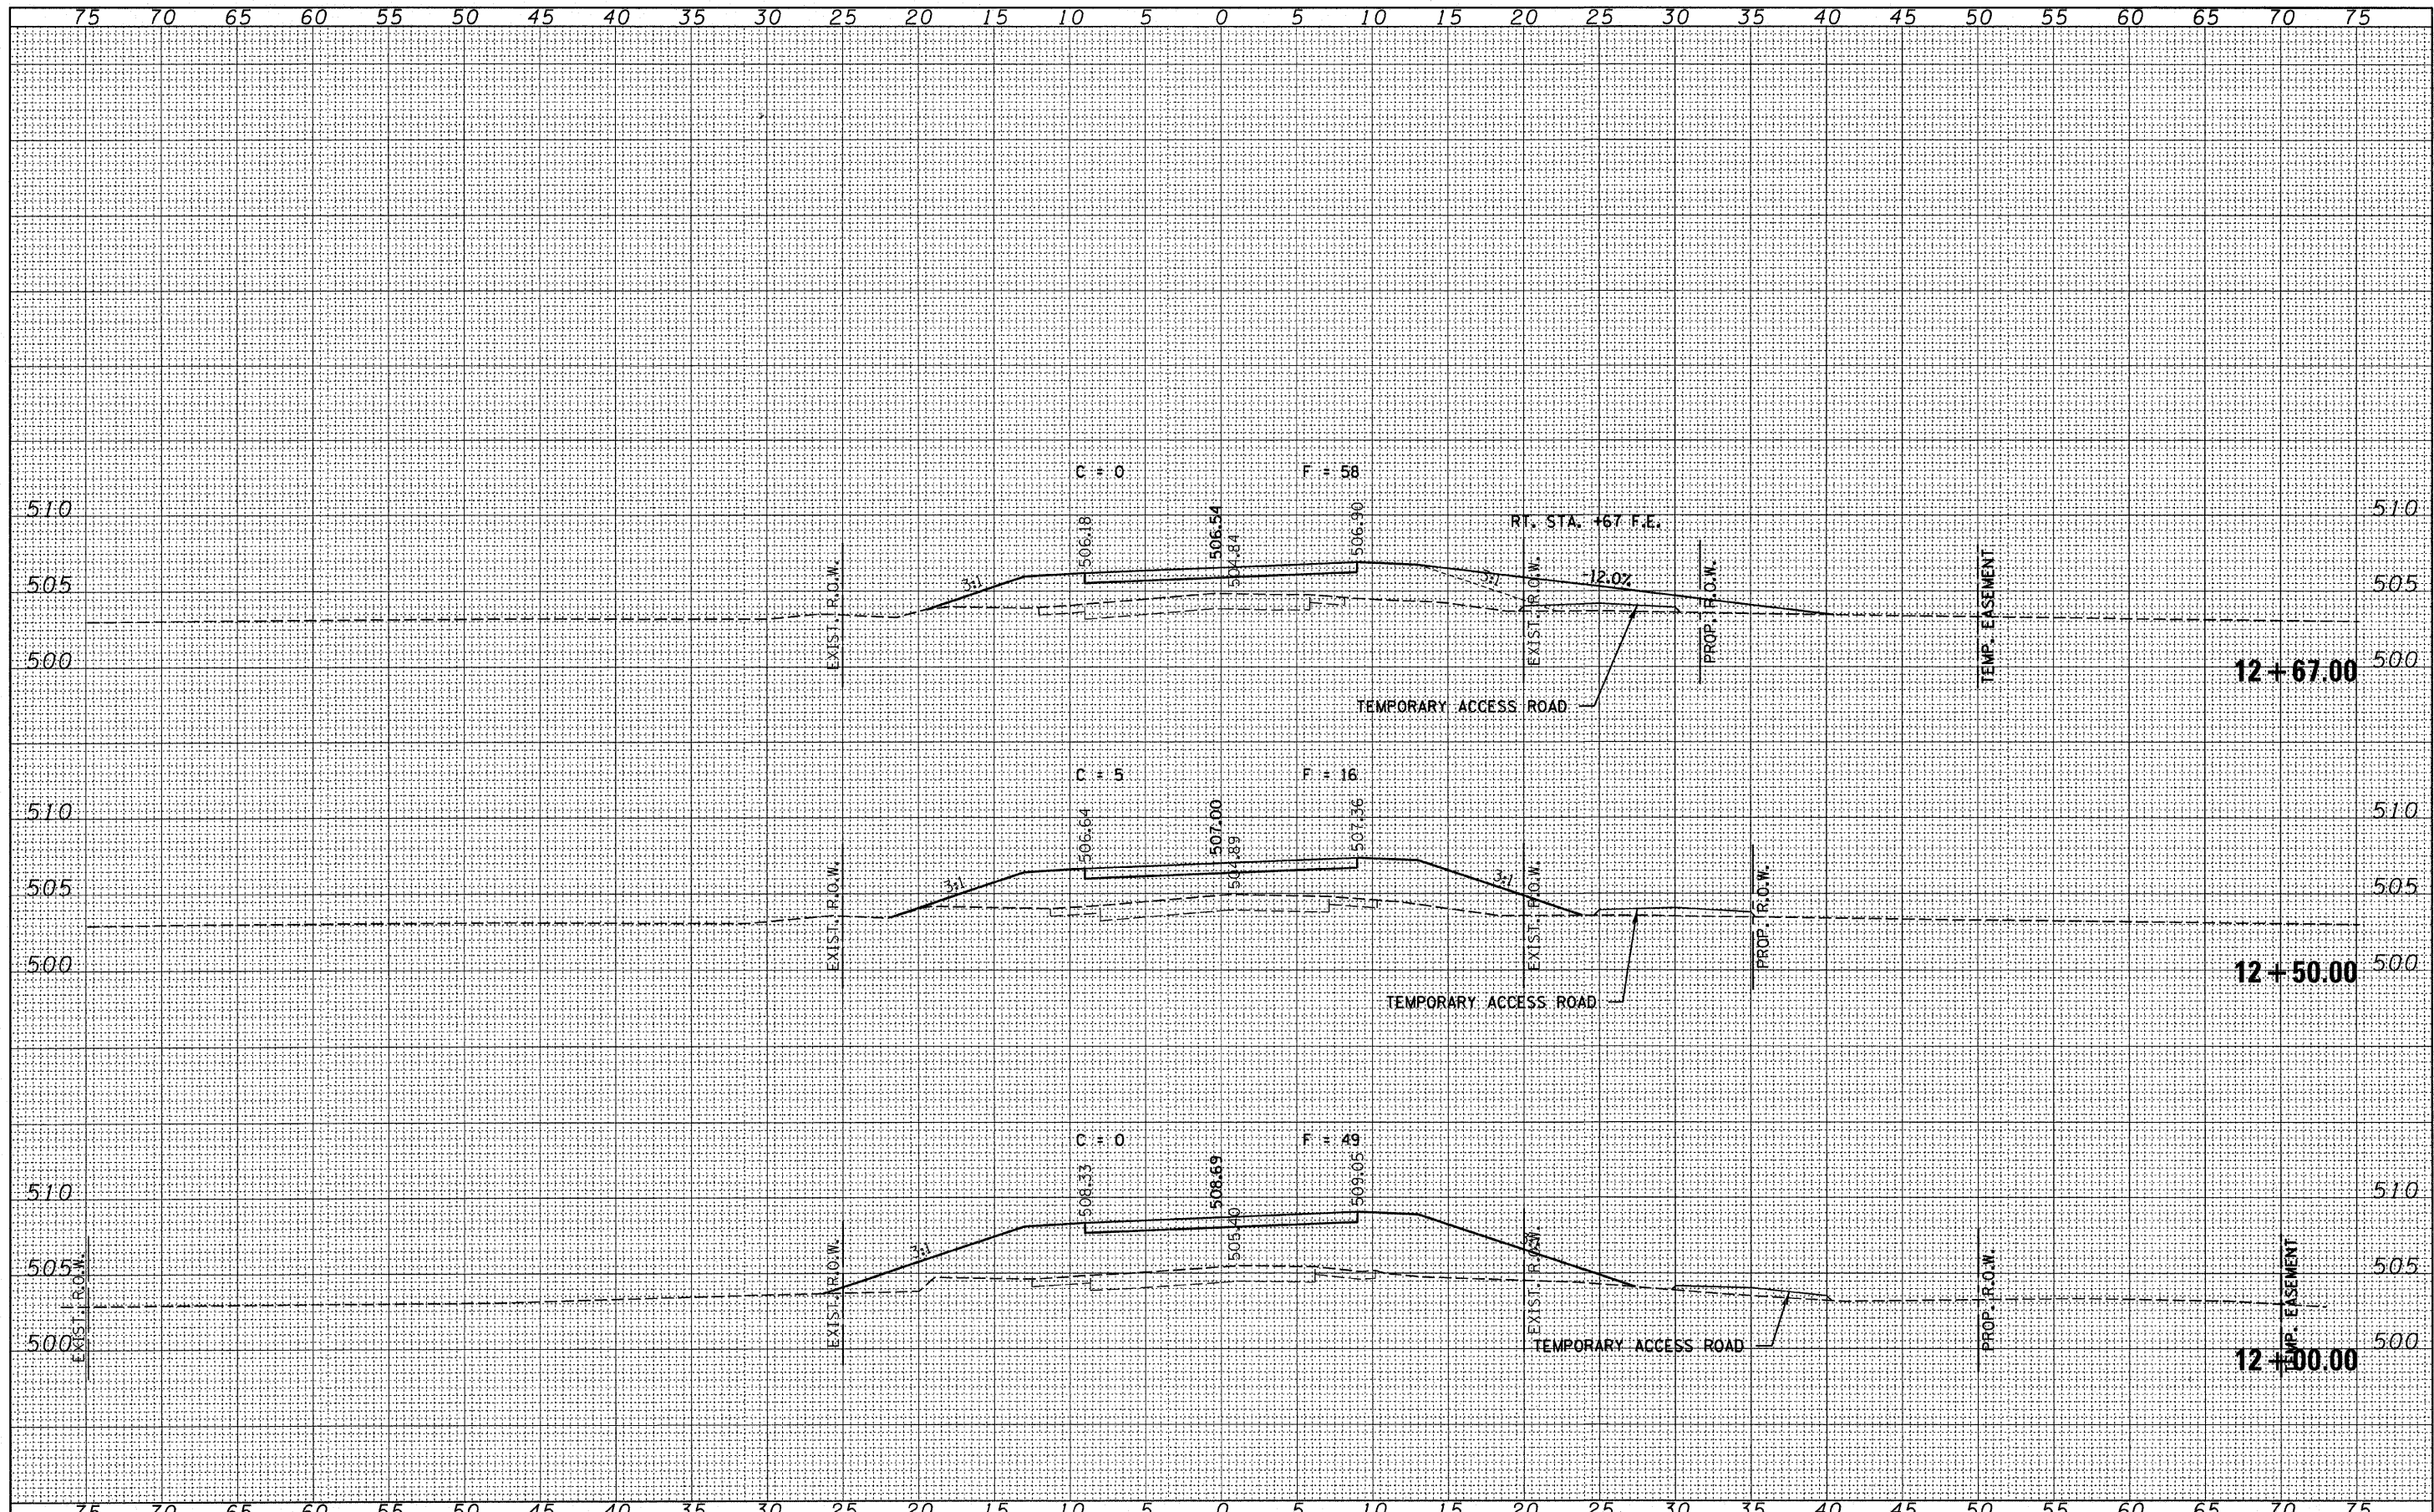 75 70 65 60 55 50 45 40 35 30 25 20 15 10 5 0 5 10 15 20 25 30 35 40 45 50 55 60 65 70 75
C = 0 F = 58
510 510
506.18
506.54
504.84
506.90
RT. STA. +67 F.E.
EXIST. R.O.W.
3:1
3:1
EXIST. R.O.W.
-12.0%
PROP. R.O.W.
TEMP. EASEMENT
505 505
500 500
12+67.00
TEMPORARY ACCESS ROAD
C = 5 F = 16
510 510
506.64
507.00
504.89
507.36
EXIST. R.O.W.
3:1
3:1
EXIST. R.O.W.
PROP. R.O.W.
505 505
500 500
12+50.00
TEMPORARY ACCESS ROAD
C = 0 F = 49
510 510
508.33
508.69
505.40
509.05
EXIST. R.O.W.
EXIST. R.O.W.
3:1
3:1
EXIST. R.O.W.
PROP. R.O.W.
TEMP. EASEMENT
505 505
500 500
TEMPORARY ACCESS ROAD
12+00.00
75 70 65 60 55 50 45 40 35 30 25 20 15 10 5 0 5 10 15 20 25 30 35 40 45 50 55 60 65 70 75